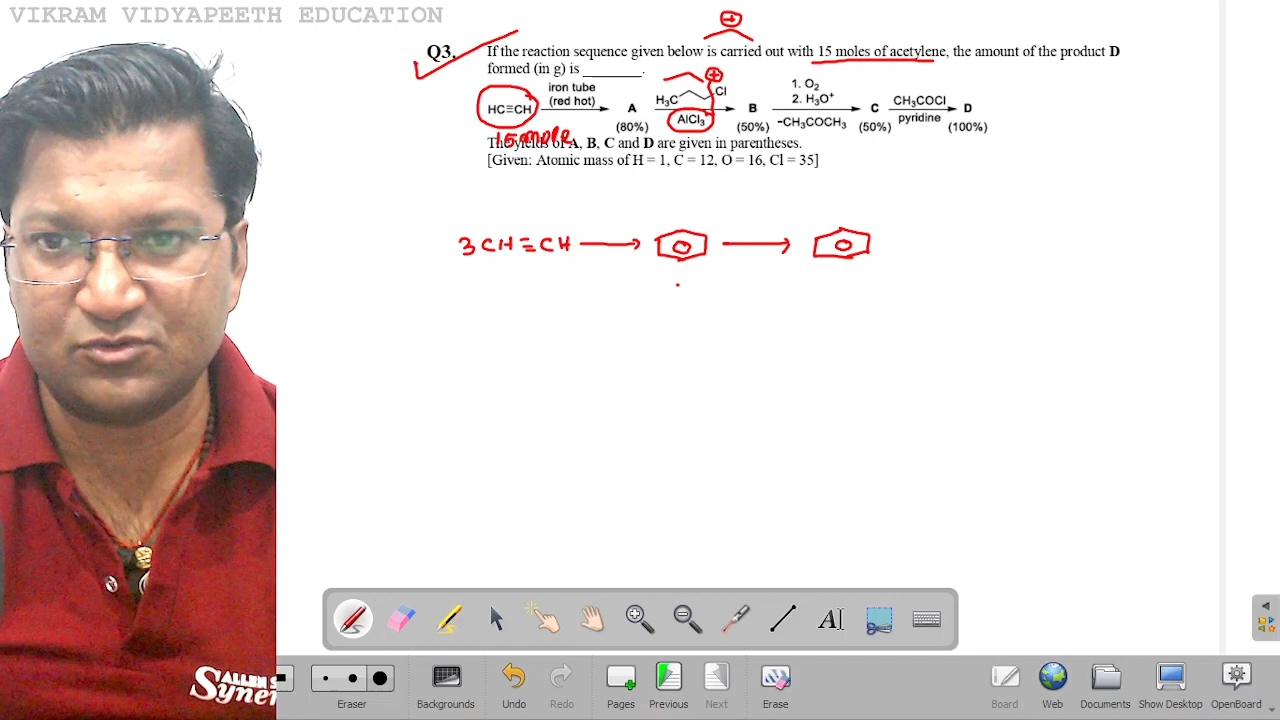 VIKRAM VIDYAPEETH EDUCATION
⊕
Q3. If the reaction sequence given below is carried out with 15 moles of acetylene, the amount of the product D
formed (in g) is ________.
HC≡CH iron tube (red hot) A (80%) H₃C Cl ⊕ AlCl₃ B (50%) 1. O₂ 2. H₃O⁺ -CH₃COCH₃ C (50%) CH₃COCl pyridine D (100%)
15 mole
The yields of A, B, C and D are given in parentheses.
[Given: Atomic mass of H = 1, C = 12, O = 16, Cl = 35]
3 CH≡CH
ALLEN
Eraser Backgrounds Undo Redo Pages Previous Next Erase Board Web Documents Show Desktop OpenBoard